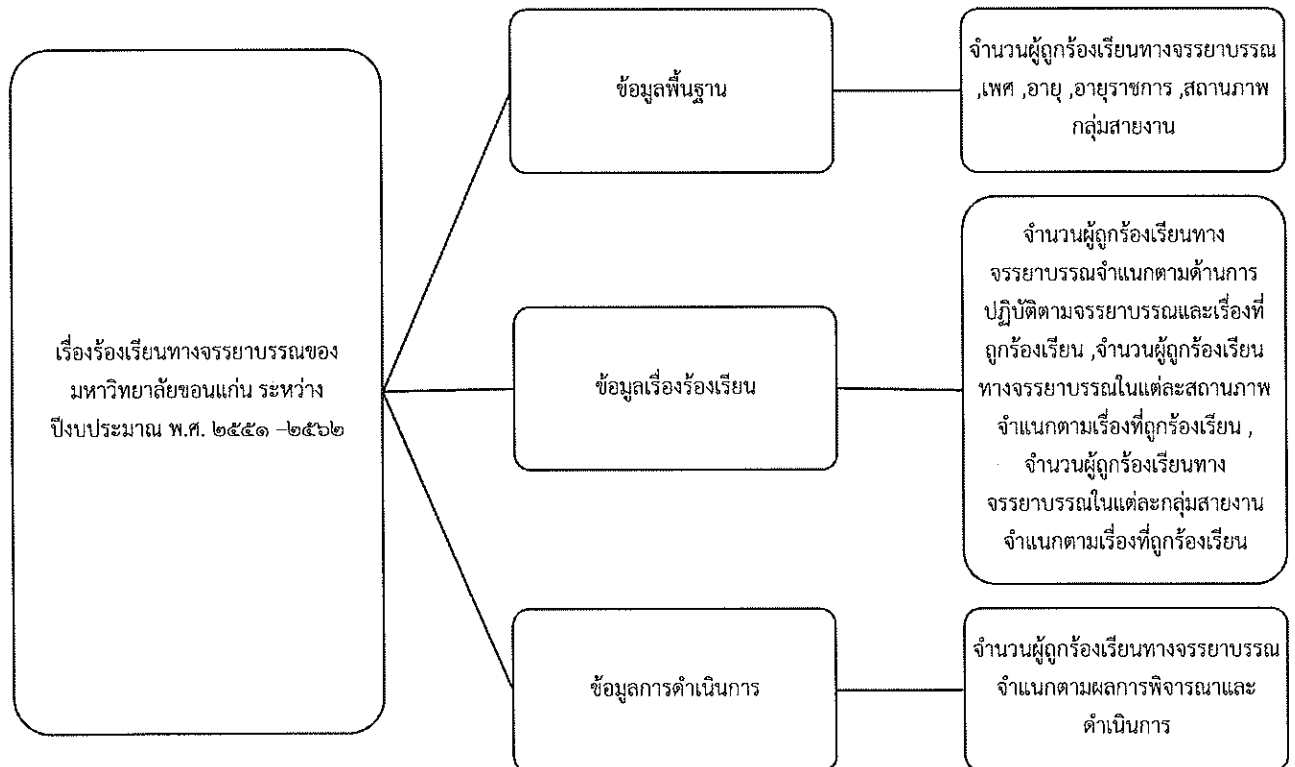 เรื่องร้องเรียนทางจรรยาบรรณของ
มหาวิทยาลัยขอนแก่น ระหว่าง
ปีงบประมาณ พ.ศ. ๒๕๕๑ –๒๕๖๒
ข้อมูลพื้นฐาน
จำนวนผู้ถูกร้องเรียนทางจรรยาบรรณ
,เพศ ,อายุ ,อายุราชการ ,สถานภาพ
กลุ่มสายงาน
ข้อมูลเรื่องร้องเรียน
จำนวนผู้ถูกร้องเรียนทาง
จรรยาบรรณจำแนกตามด้านการ
ปฏิบัติตามจรรยาบรรณและเรื่องที่
ถูกร้องเรียน ,จำนวนผู้ถูกร้องเรียน
ทางจรรยาบรรณในแต่ละสถานภาพ
จำแนกตามเรื่องที่ถูกร้องเรียน ,
จำนวนผู้ถูกร้องเรียนทาง
จรรยาบรรณในแต่ละกลุ่มสายงาน
จำแนกตามเรื่องที่ถูกร้องเรียน
ข้อมูลการดำเนินการ
จำนวนผู้ถูกร้องเรียนทางจรรยาบรรณ
จำแนกตามผลการพิจารณาและ
ดำเนินการ